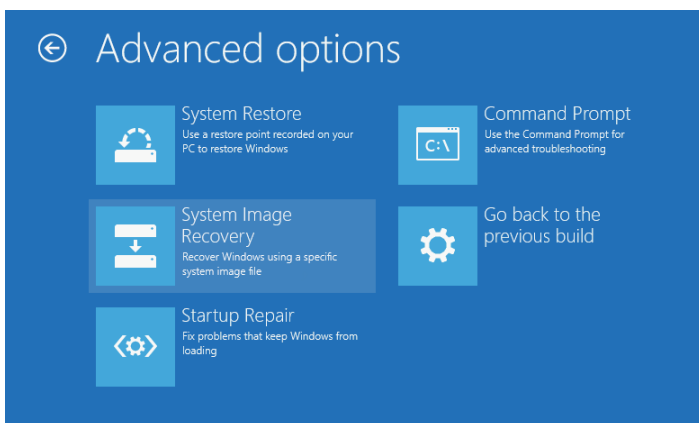 Advanced options
System Restore
Use a restore point recorded on your
PC to restore Windows
Command Prompt
Use the Command Prompt for
advanced troubleshooting
C:\
System Image
Recovery
Recover Windows using a specific
system image file
Go back to the
previous build
Startup Repair
Fix problems that keep Windows from
loading